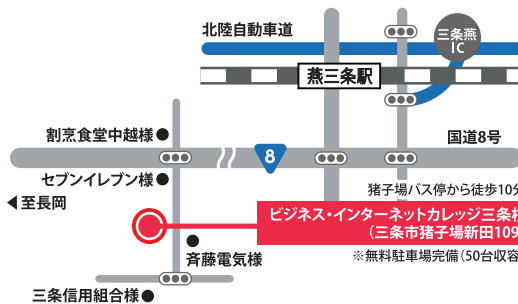 北陸自動車道
三条燕
IC
燕三条駅
割烹食堂中越様
8
国道8号
セブンイレブン様
猪子場バス停から徒歩10分
至長岡
ビジネス・インターネットカレッジ三条校
(三条市猪子場新田109
斉藤電気様
※無料駐車場完備(50台収容
三条信用組合様